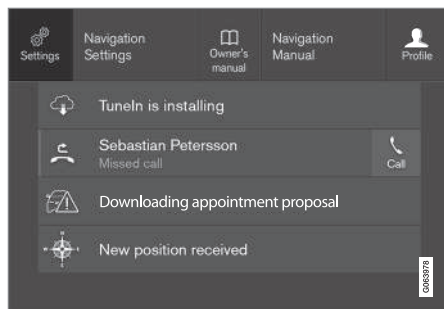 Settings
Navigation
Settings
Owner's
manual
Navigation
Manual
Profile
TuneIn is installing
Sebastian Petersson
Missed call
Call
Downloading appointment proposal
New position received
G063978